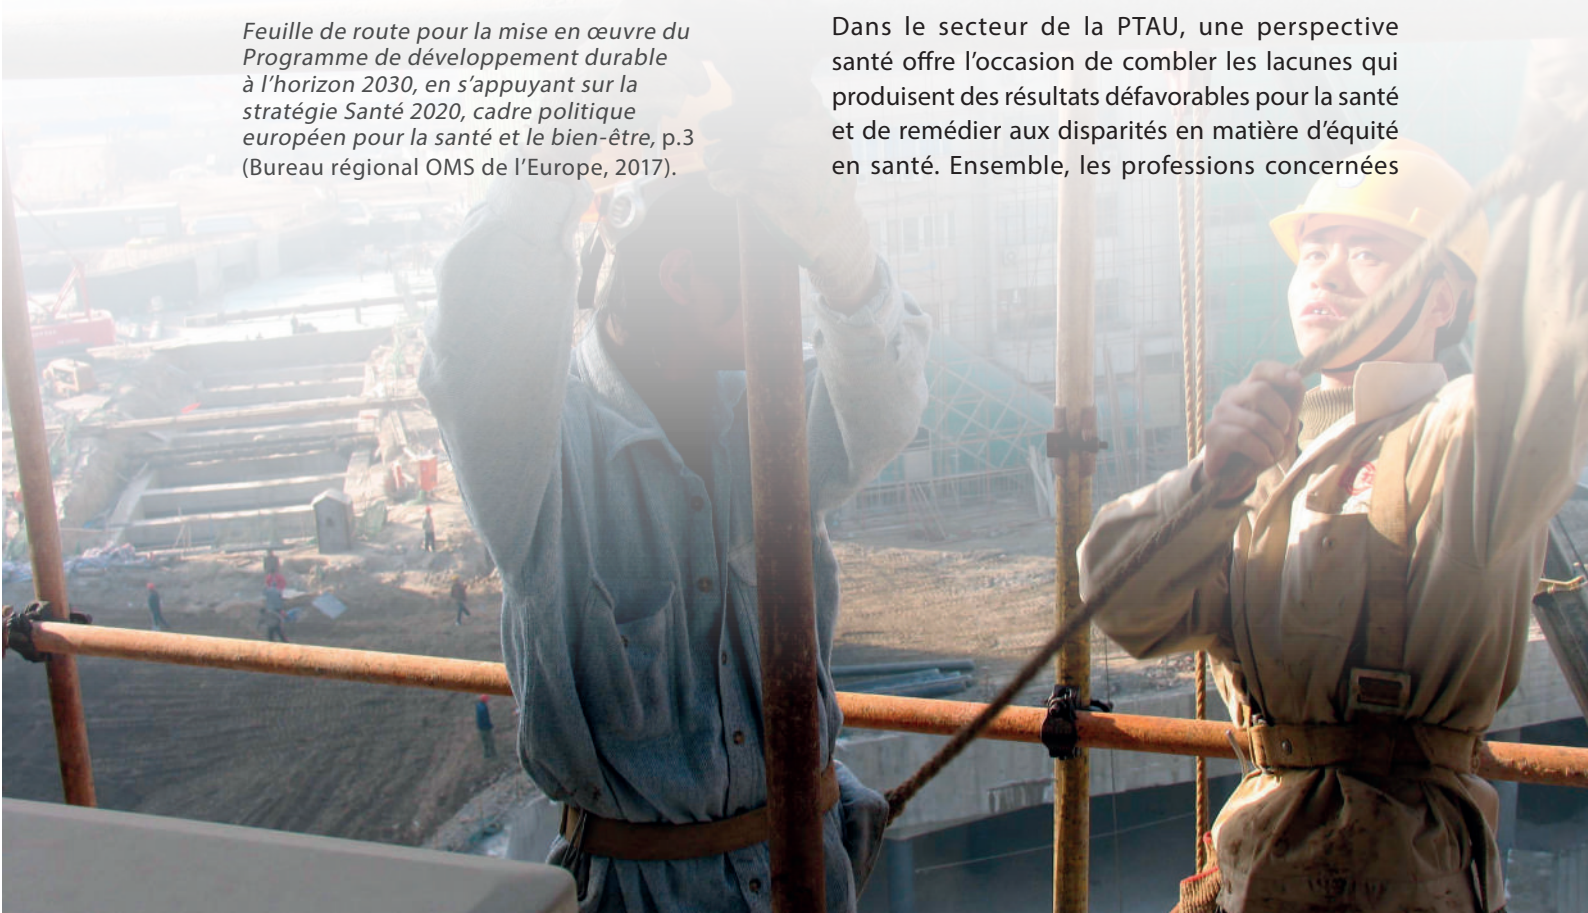 Feuille de route pour la mise en œuvre du
Programme de développement durable
à l’horizon 2030, en s’appuyant sur la
stratégie Santé 2020, cadre politique
européen pour la santé et le bien-être, p.3
(Bureau régional OMS de l’Europe, 2017).
Dans le secteur de la PTAU, une perspective
santé offre l’occasion de combler les lacunes qui
produisent des résultats défavorables pour la santé
et de remédier aux disparités en matière d’équité
en santé. Ensemble, les professions concernées